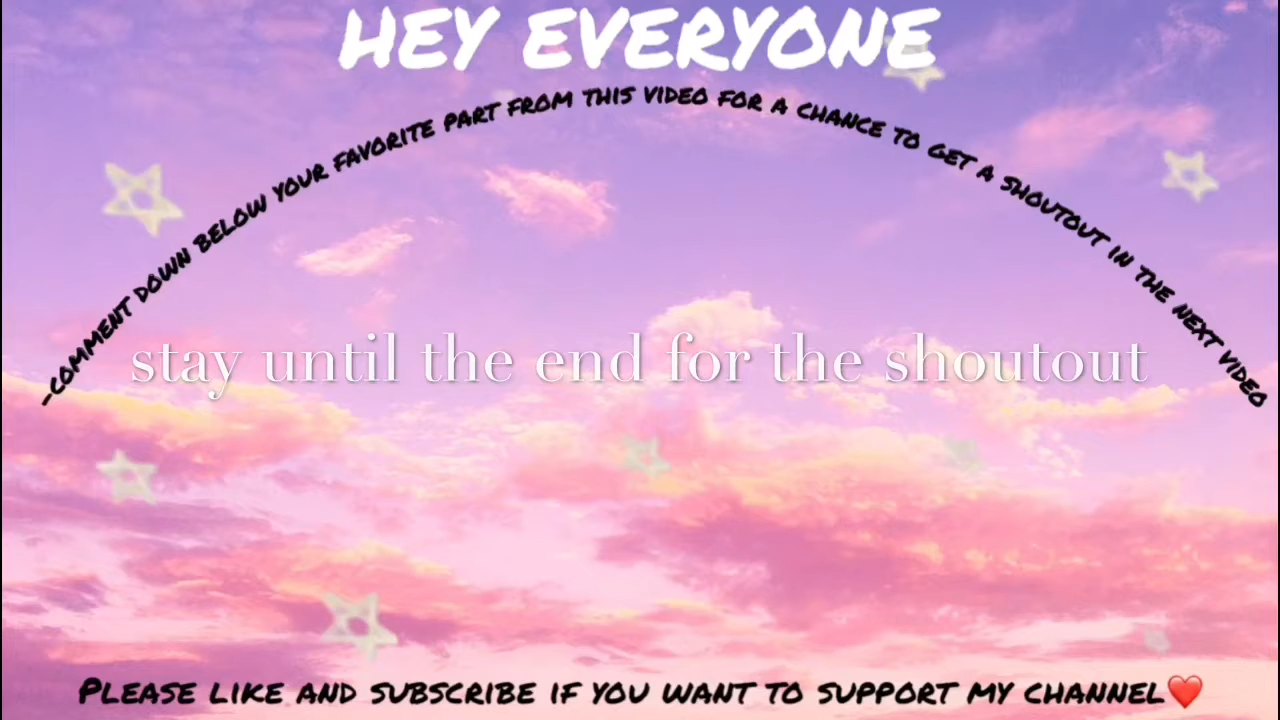 HEY EVERYONE
-COMMENT DOWN BELOW YOUR FAVORITE PART FROM THIS VIDEO FOR A CHANCE TO GET A SHOUTOUT IN THE NEXT VIDEO
stay until the end for the shoutout
PLEASE LIKE AND SUBSCRIBE IF YOU WANT TO SUPPORT MY CHANNEL❤️